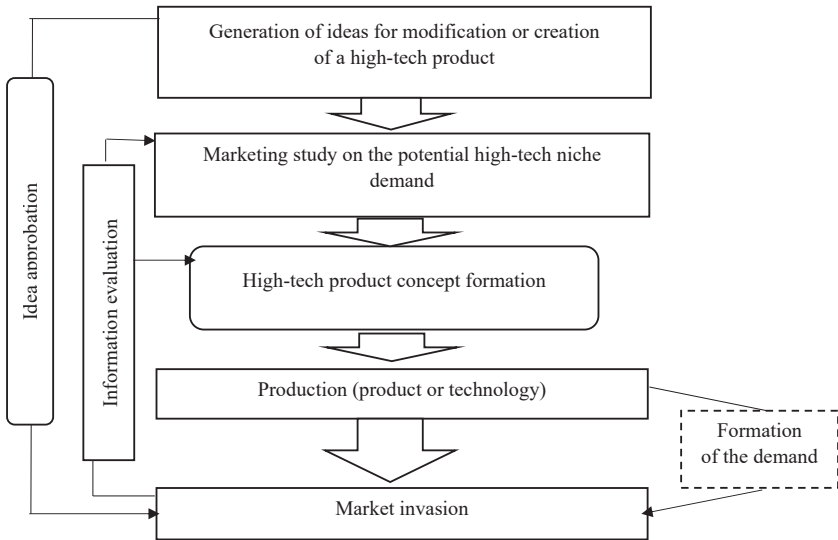 Generation of ideas for modification or creation
of a high-tech product
Marketing study on the potential high-tech niche
demand
High-tech product concept formation
Production (product or technology)
Market invasion
Idea approbation
Information evaluation
Formation
of the demand